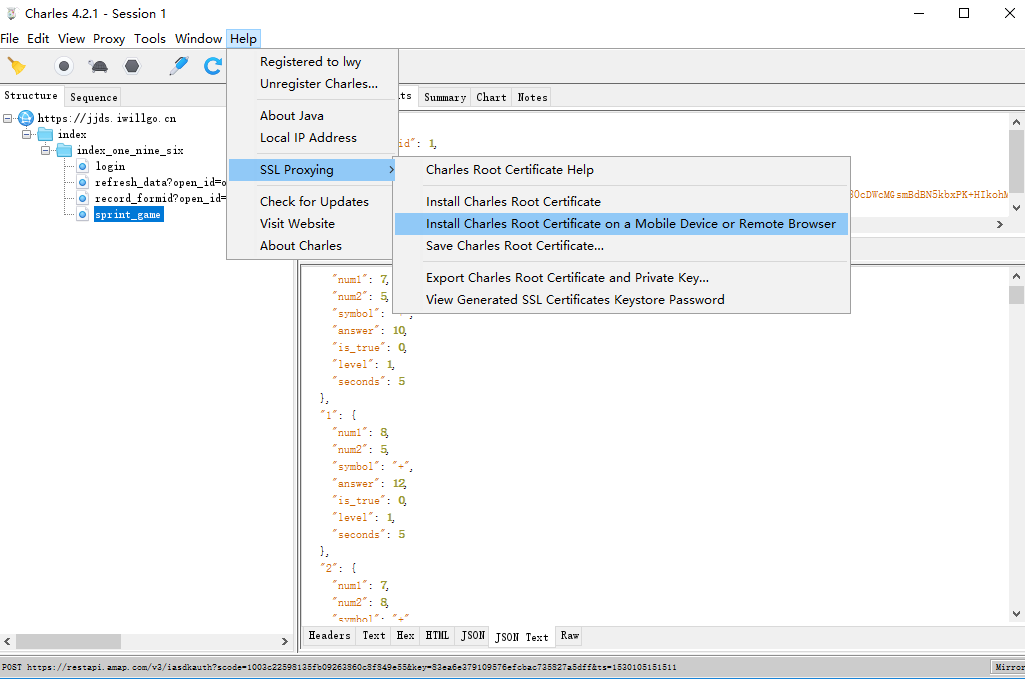 Charles 4.2.1 - Session 1
File Edit View Proxy Tools Window Help
Structure Sequence
https://jjds.iwillgo.cn
index
index_one_nine_six
login
refresh_data?open_id=o
record_formid?open_id=
sprint_game
Registered to lwy
Unregister Charles...
About Java
Local IP Address
SSL Proxying
Check for Updates
Visit Website
About Charles
Charles Root Certificate Help
Install Charles Root Certificate
Install Charles Root Certificate on a Mobile Device or Remote Browser
Save Charles Root Certificate...
Export Charles Root Certificate and Private Key...
View Generated SSL Certificates Keystore Password
ts Summary Chart Notes
id": 1,
0cDWcMGsmBdBN5kbxPK+HIkohM
"num1": 7,
"num2": 5,
"symbol":
"answer": 10,
"is_true": 0,
"level": 1,
"seconds": 5
},
"1": {
"num1": 8,
"num2": 5,
"symbol": "+",
"answer": 12,
"is_true": 0,
"level": 1,
"seconds": 5
},
"2": {
"num1": 7,
"num2": 8,
"symbol": "+"
Headers Text Hex HTML JSON JSON Text Raw
POST https://restapi.amap.com/v3/iasdkauth?scode=1003c22598135fb09263860c8f849e55&key=83ea6e379109576efcbac735827a5dff&ts=1530105151511
Mirror